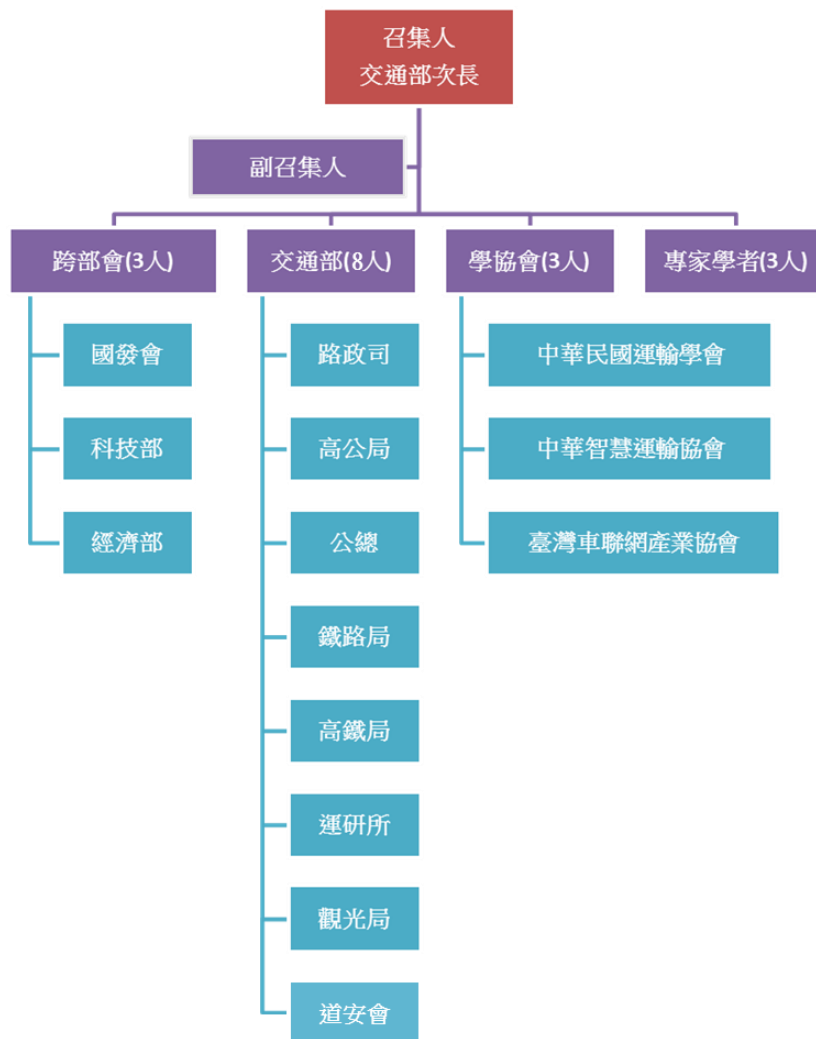 召集人
交通部次長
副召集人
跨部會(3人)
交通部(8人)
學協會(3人)
專家學者(3人)
國發會
路政司
中華民國運輸學會
科技部
高公局
中華智慧運輸協會
經濟部
公總
臺灣車聯網產業協會
鐵路局
高鐵局
運研所
觀光局
道安會